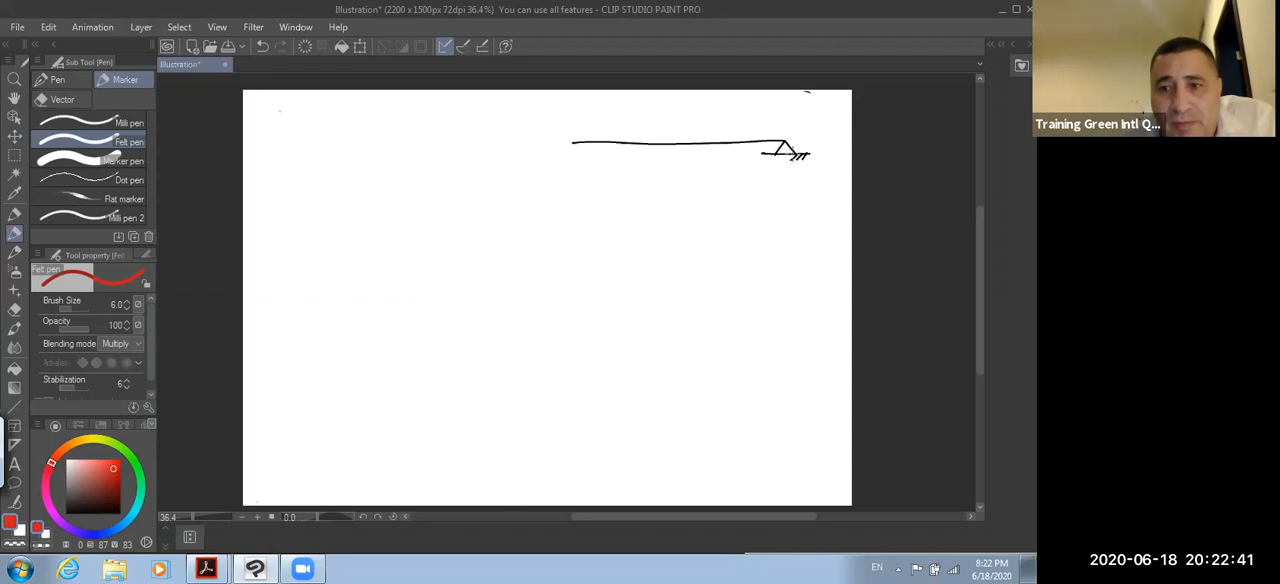 Illustration* (2200 x 1500px 72dpi 36.4%) You can use all features - CLIP STUDIO PAINT PRO
File Edit Animation Layer Select View Filter Window Help
Sub Tool [Pen]
Illustration*
Pen Marker
Vector
Milli pen
Felt pen
Marker pen
Dot pen
Flat marker
Milli pen 2
Tool property [Felt
Felt pen
Brush Size 6.0
Opacity 100
Blending mode Multiply
Stabilization 6
36.4 0.0
0 H 87 V 83
Training Green Intl Q...
EN 8:22 PM
6/18/2020
2020-06-18 20:22:41